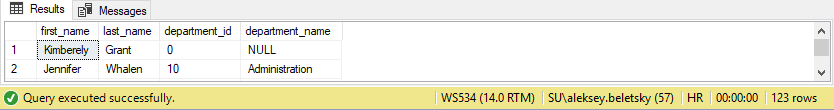 Results Messages
first_name last_name department_id department_name
1 Kimberely Grant 0 NULL
2 Jennifer Whalen 10 Administration
Query executed successfully. WS534 (14.0 RTM) SU\aleksey.beletsky (57) HR 00:00:00 123 rows